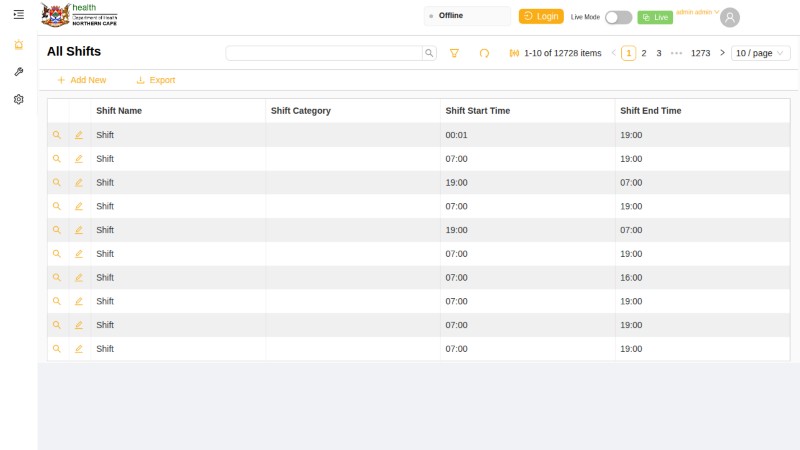 health
Department of Health
NORTHERN CAPE
Offline
Login
Live Mode
Live
admin admin
All Shifts
1-10 of 12728 items
1 2 3 ••• 1273
10 / page
Add New
Export
Shift Name Shift Category Shift Start Time Shift End Time
Shift 00:01 19:00
Shift 07:00 19:00
Shift 19:00 07:00
Shift 07:00 19:00
Shift 19:00 07:00
Shift 07:00 19:00
Shift 07:00 16:00
Shift 07:00 19:00
Shift 07:00 19:00
Shift 07:00 19:00